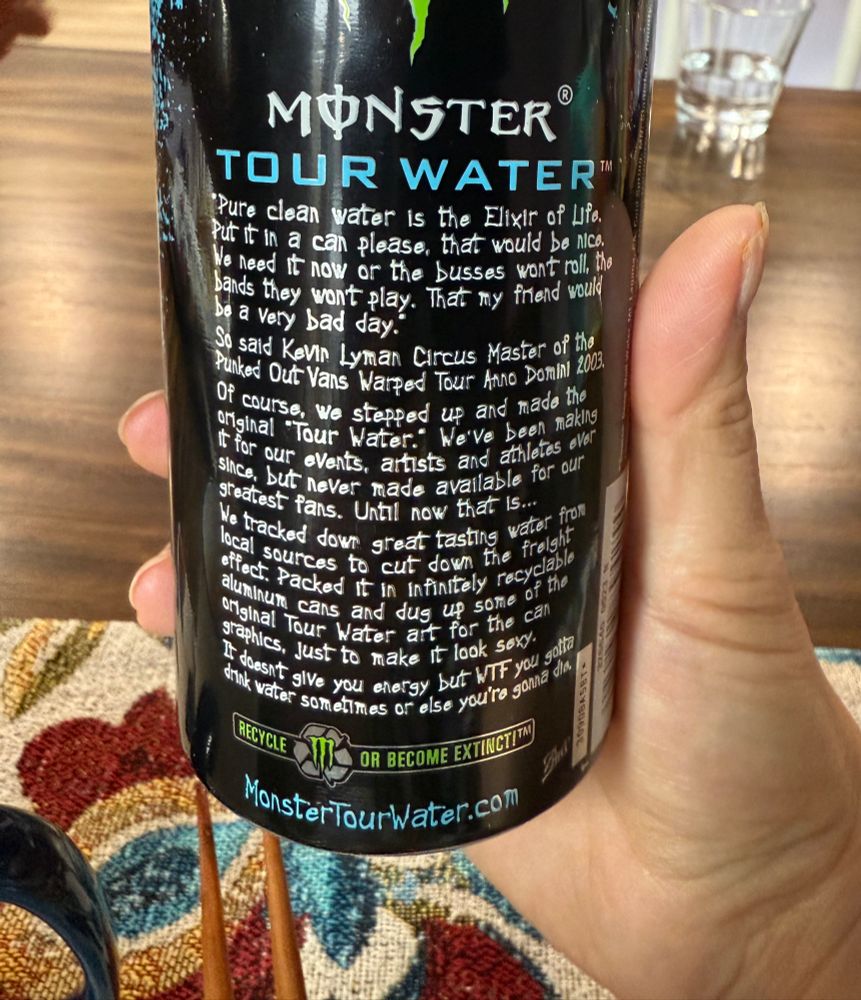 MONSTER®
TOUR WATER™
"Pure clean water is the Elixir of Life.
Put it in a can please, that would be nice.
We need it now or the busses wont roll, the
bands they won't play. That my friend would
be a very bad day."
So said Kevin Lyman Circus Master of the
Punked Out Vans Warped Tour Anno Domini 2003.
Of course, we stepped up and made the
original "Tour Water." We've been making
it for our events, artists and athletes ever
since, but never made available for our
greatest fans. Until now that is...
We tracked down great tasting water from
local sources to cut down the freight
effect. Packed it in infinitely recyclable
aluminum cans and dug up some of the
original Tour Water art for the can
graphics, just to make it look sexy.
It doesn't give you energy but WTF you gotta
drink water sometimes or else you're gonna die.
RECYCLE OR BECOME EXTINCT!™
MonsterTourWater.com